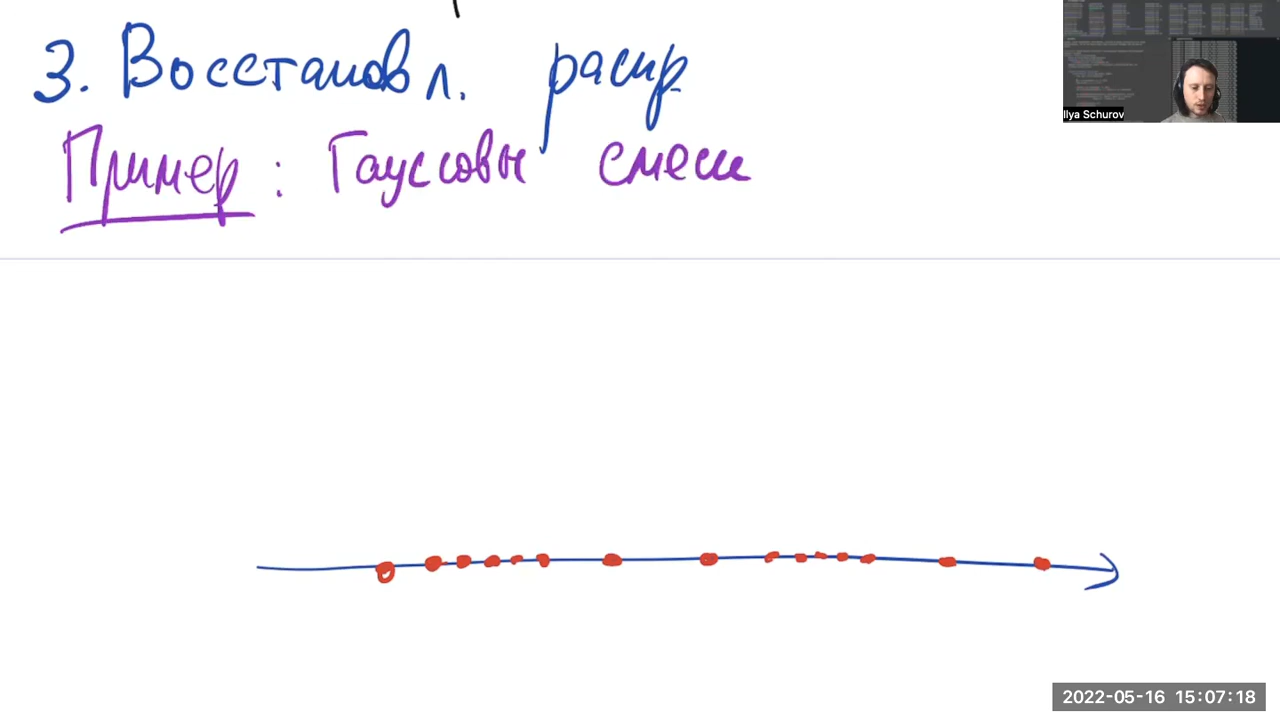 3. Восстановл. распр.
Пример: Гауссовы смеси
Ilya Schurov
2022-05-16 15:07:18